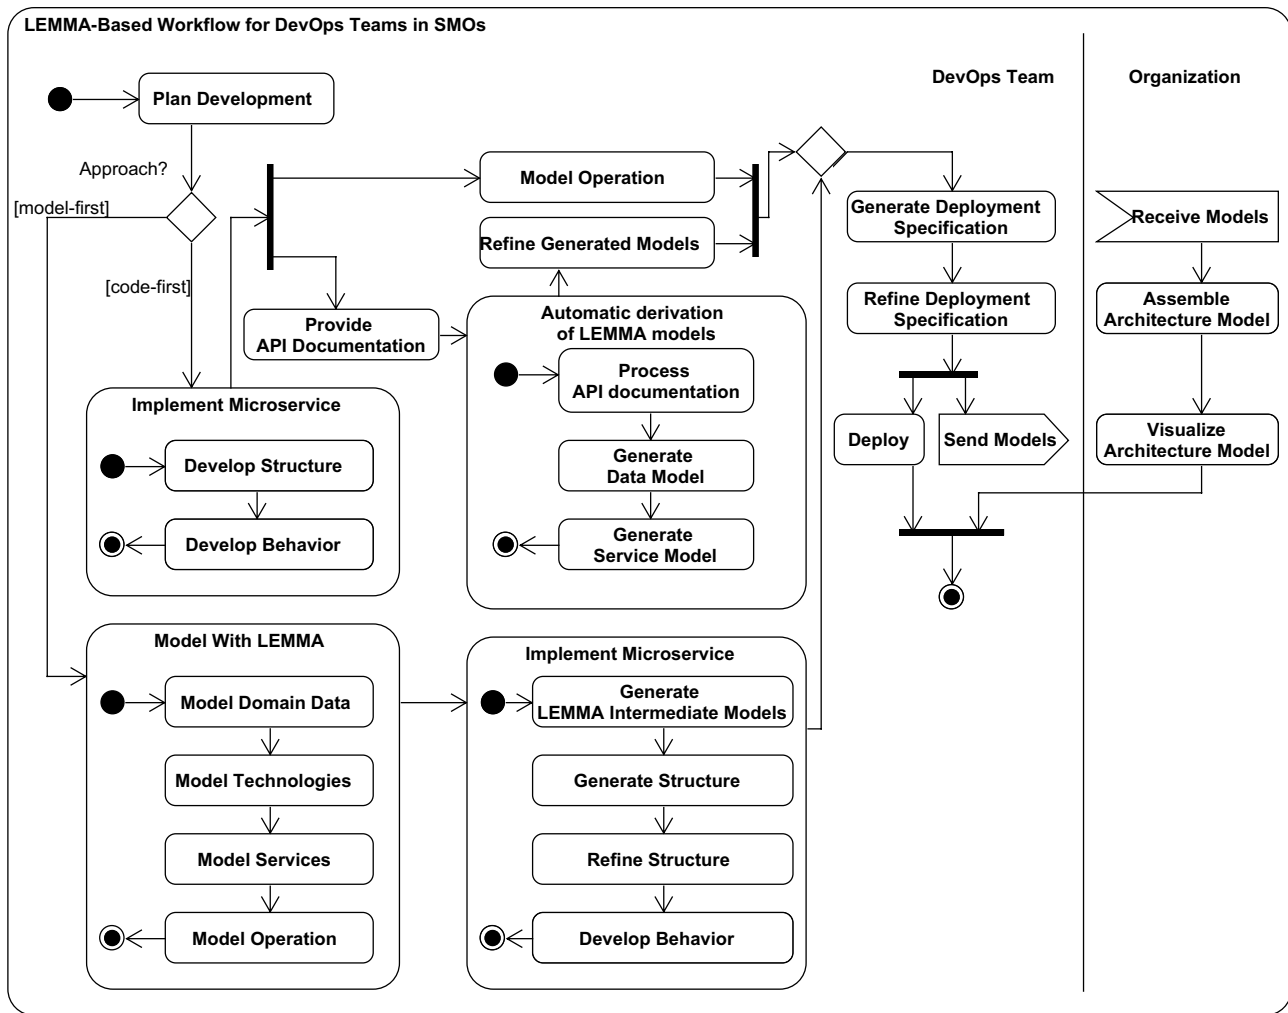 LEMMA-Based Workflow for DevOps Teams in SMOs
DevOps Team
Organization
Plan Development
Approach?
[model-first]
[code-first]
Model Operation
Refine Generated Models
Provide
API Documentation
Automatic derivation
of LEMMA models
Process
API documentation
Generate
Data Model
Generate
Service Model
Implement Microservice
Develop Structure
Develop Behavior
Model With LEMMA
Model Domain Data
Model Technologies
Model Services
Model Operation
Implement Microservice
Generate
LEMMA Intermediate Models
Generate Structure
Refine Structure
Develop Behavior
Generate Deployment
Specification
Refine Deployment
Specification
Deploy
Send Models
Receive Models
Assemble
Architecture Model
Visualize
Architecture Model